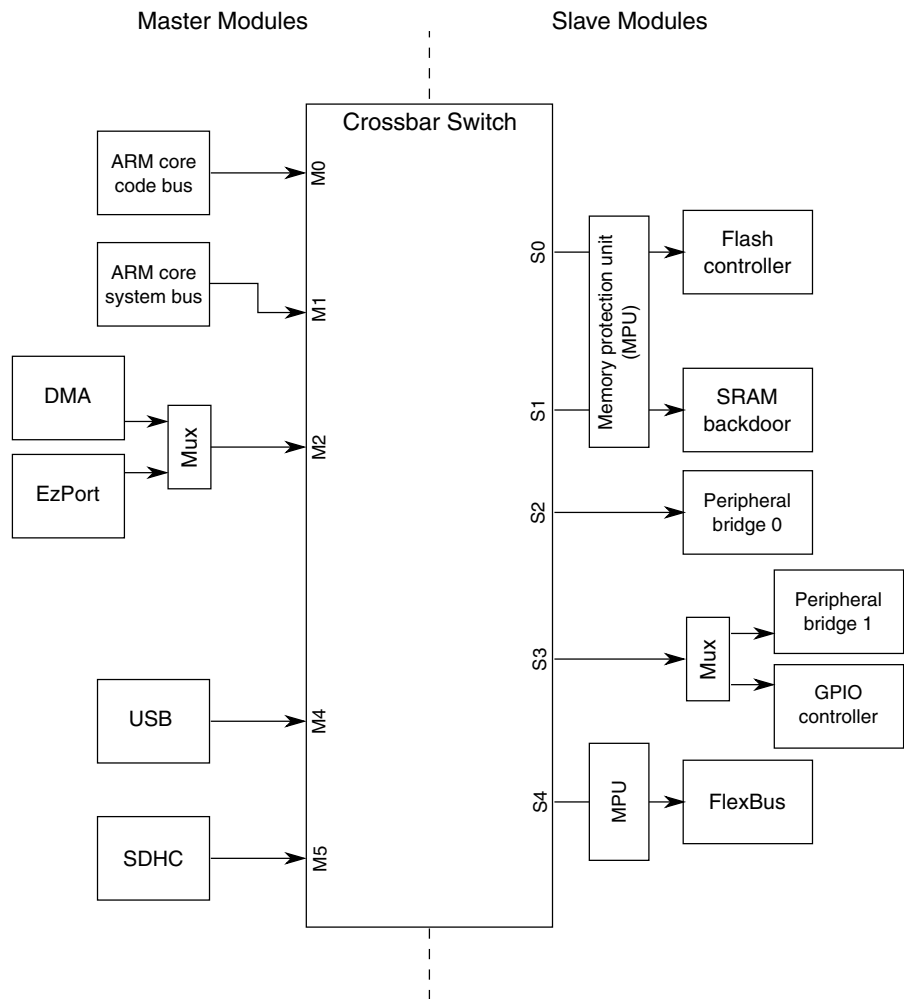 Master Modules
Slave Modules
Crossbar Switch
ARM core
code bus
M0
ARM core
system bus
M1
DMA
EzPort
Mux
M2
USB
M4
SDHC
M5
S0
S1
Memory protection unit
(MPU)
Flash
controller
SRAM
backdoor
S2
Peripheral
bridge 0
S3
Mux
Peripheral
bridge 1
GPIO
controller
S4
MPU
FlexBus